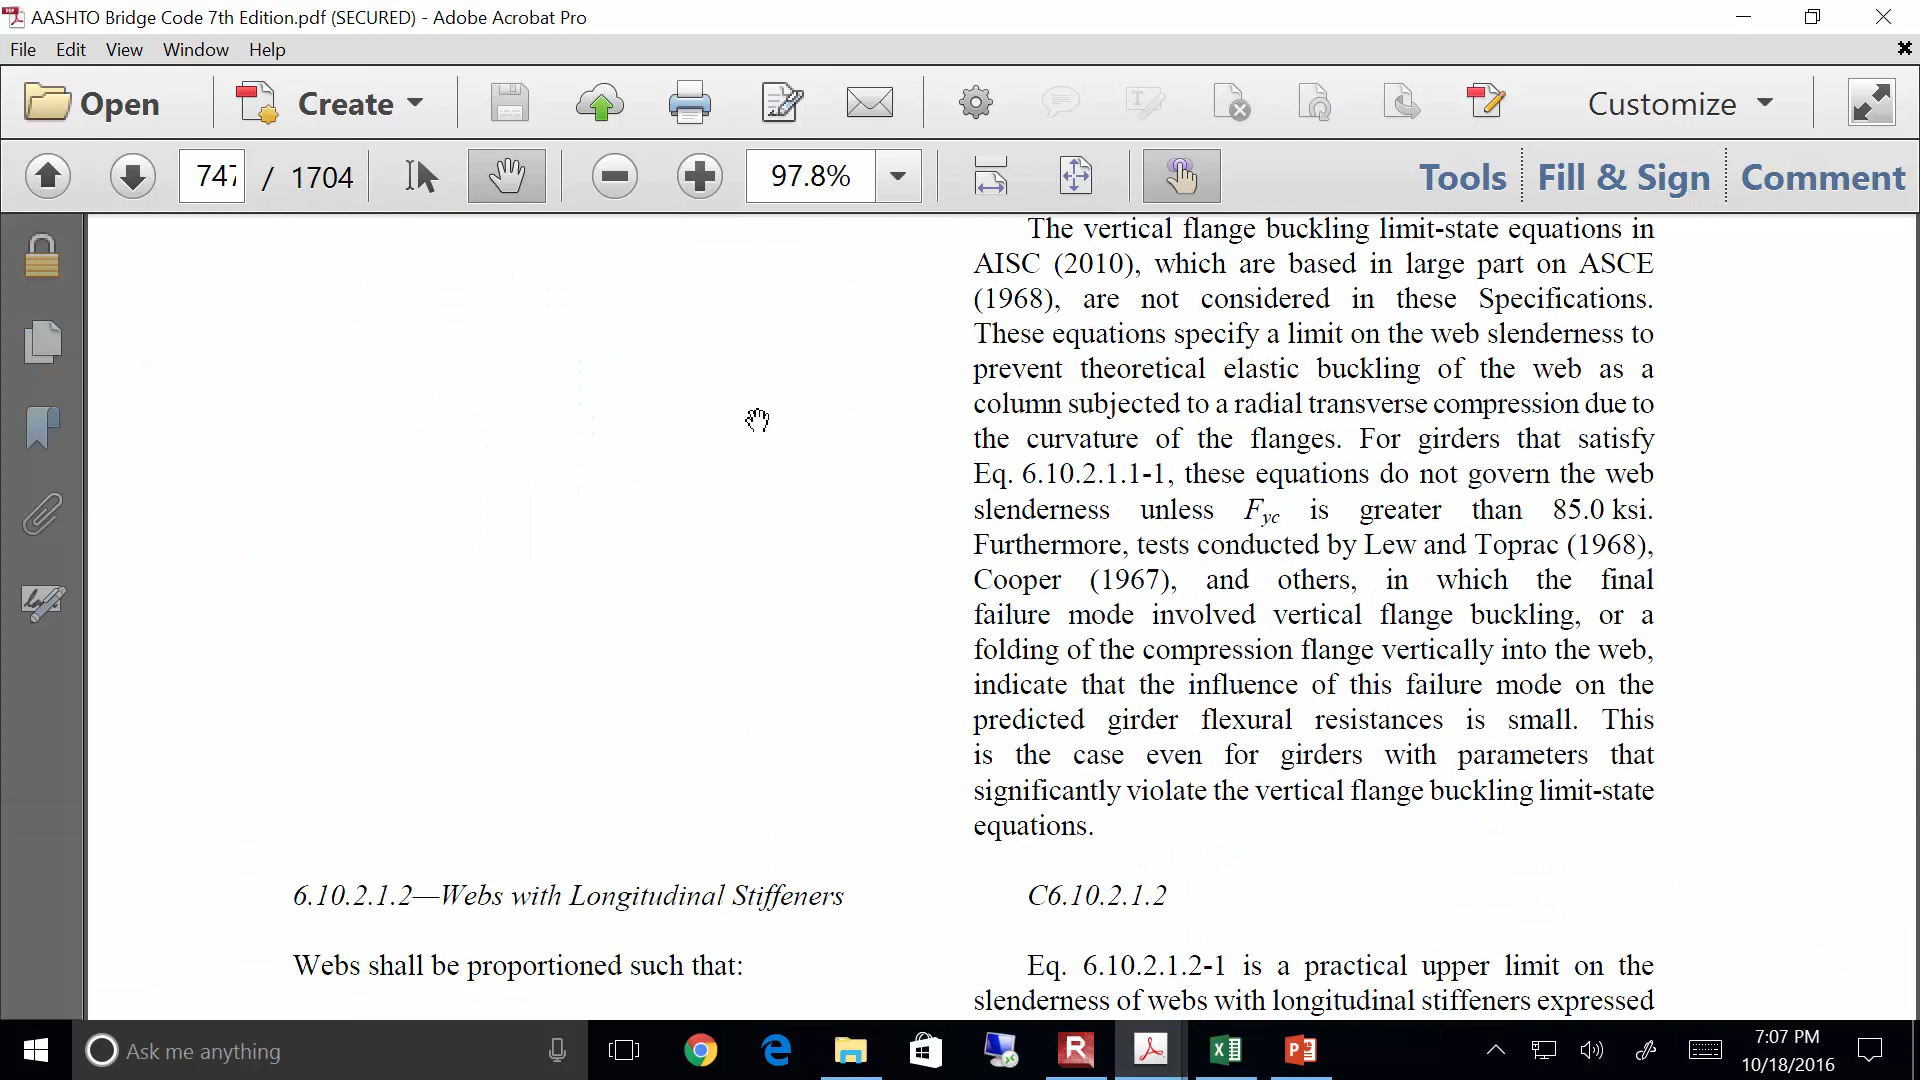 AASHTO Bridge Code 7th Edition.pdf (SECURED) - Adobe Acrobat Pro
File Edit View Window Help
Open Create Customize
747 / 1704 97.8% Tools Fill & Sign Comment
The vertical flange buckling limit-state equations in
AISC (2010), which are based in large part on ASCE
(1968), are not considered in these Specifications.
These equations specify a limit on the web slenderness to
prevent theoretical elastic buckling of the web as a
column subjected to a radial transverse compression due to
the curvature of the flanges. For girders that satisfy
Eq. 6.10.2.1.1-1, these equations do not govern the web
slenderness unless Fyc is greater than 85.0 ksi.
Furthermore, tests conducted by Lew and Toprac (1968),
Cooper (1967), and others, in which the final
failure mode involved vertical flange buckling, or a
folding of the compression flange vertically into the web,
indicate that the influence of this failure mode on the
predicted girder flexural resistances is small. This
is the case even for girders with parameters that
significantly violate the vertical flange buckling limit-state
equations.
6.10.2.1.2—Webs with Longitudinal Stiffeners
Webs shall be proportioned such that:
C6.10.2.1.2
Eq. 6.10.2.1.2-1 is a practical upper limit on the
slenderness of webs with longitudinal stiffeners expressed
Ask me anything
7:07 PM
10/18/2016